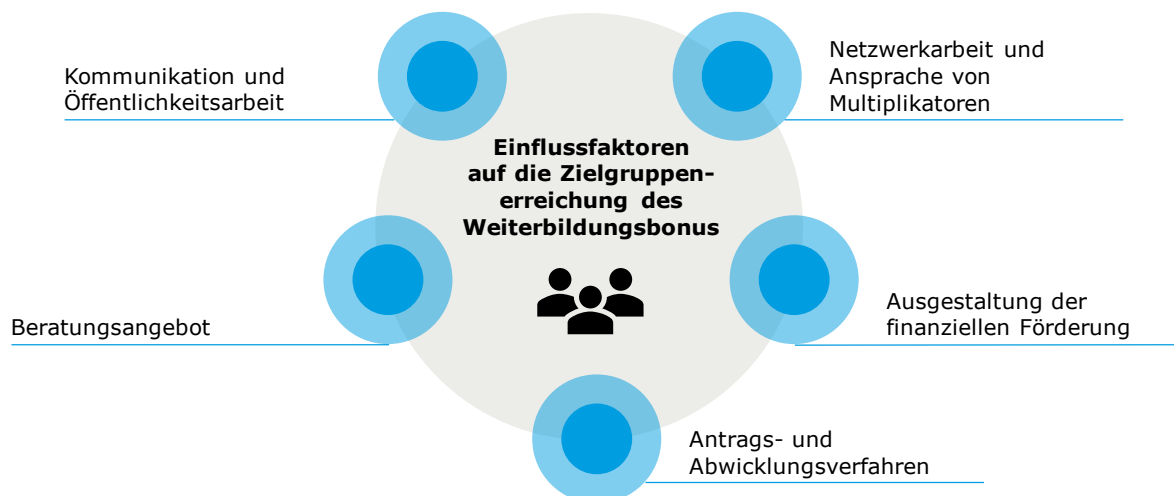 Kommunikation und
Öffentlichkeitsarbeit
Netzwerkarbeit und
Ansprache von
Multiplikatoren
Einflussfaktoren
auf die Zielgruppen-
erreichung des
Weiterbildungsbonus
Beratungsangebot
Ausgestaltung der
finanziellen Förderung
Antrags- und
Abwicklungsverfahren